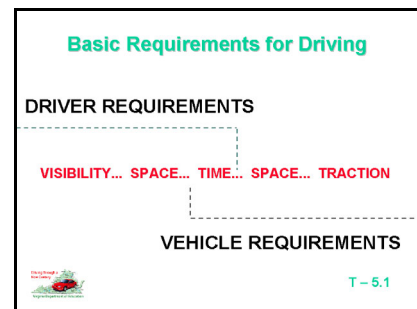 Basic Requirements for Driving
DRIVER REQUIREMENTS
VISIBILITY... SPACE... TIME... SPACE... TRACTION
VEHICLE REQUIREMENTS
T – 5.1